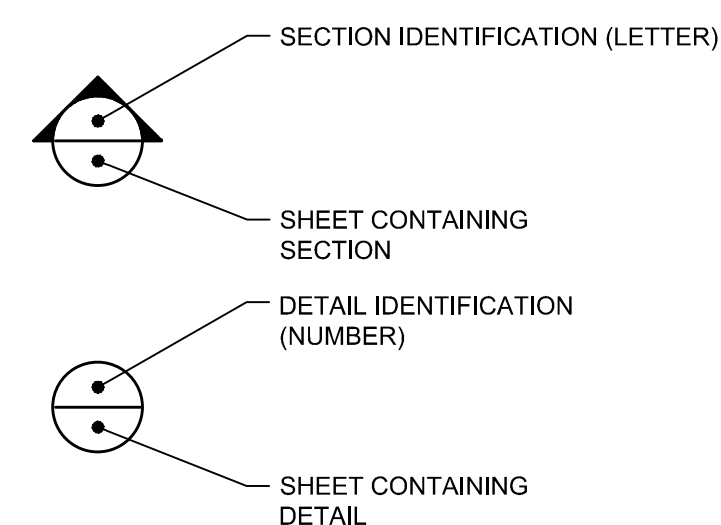 SECTION IDENTIFICATION (LETTER)
SHEET CONTAINING
SECTION
DETAIL IDENTIFICATION
(NUMBER)
SHEET CONTAINING
DETAIL